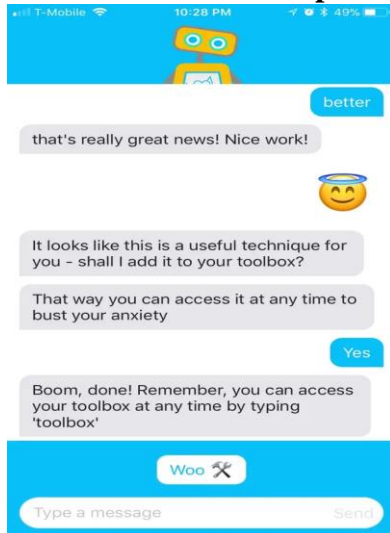 T-Mobile 10:28 PM 49%
better
that's really great news! Nice work!
It looks like this is a useful technique for
you - shall I add it to your toolbox?
That way you can access it at any time to
bust your anxiety
Yes
Boom, done! Remember, you can access
your toolbox at any time by typing
'toolbox'
Woo
Type a message Send